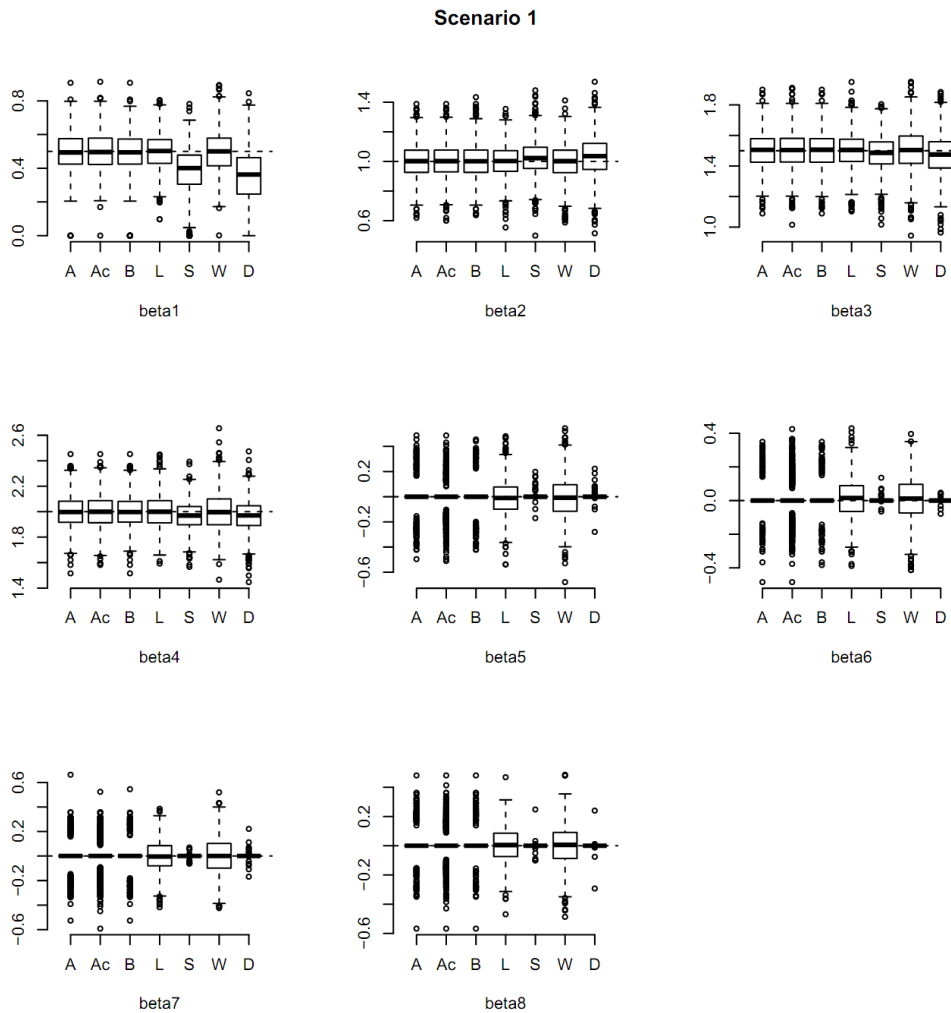 Scenario 1
0.0 0.4 0.8
A Ac B L S W D
beta1
0.6 1.0 1.4
A Ac B L S W D
beta2
1.0 1.4 1.8
A Ac B L S W D
beta3
1.4 1.8 2.2 2.6
A Ac B L S W D
beta4
−0.6 −0.2 0.2
A Ac B L S W D
beta5
−0.4 0.0 0.4
A Ac B L S W D
beta6
−0.6 −0.2 0.2 0.6
A Ac B L S W D
beta7
−0.6 −0.2 0.2
A Ac B L S W D
beta8